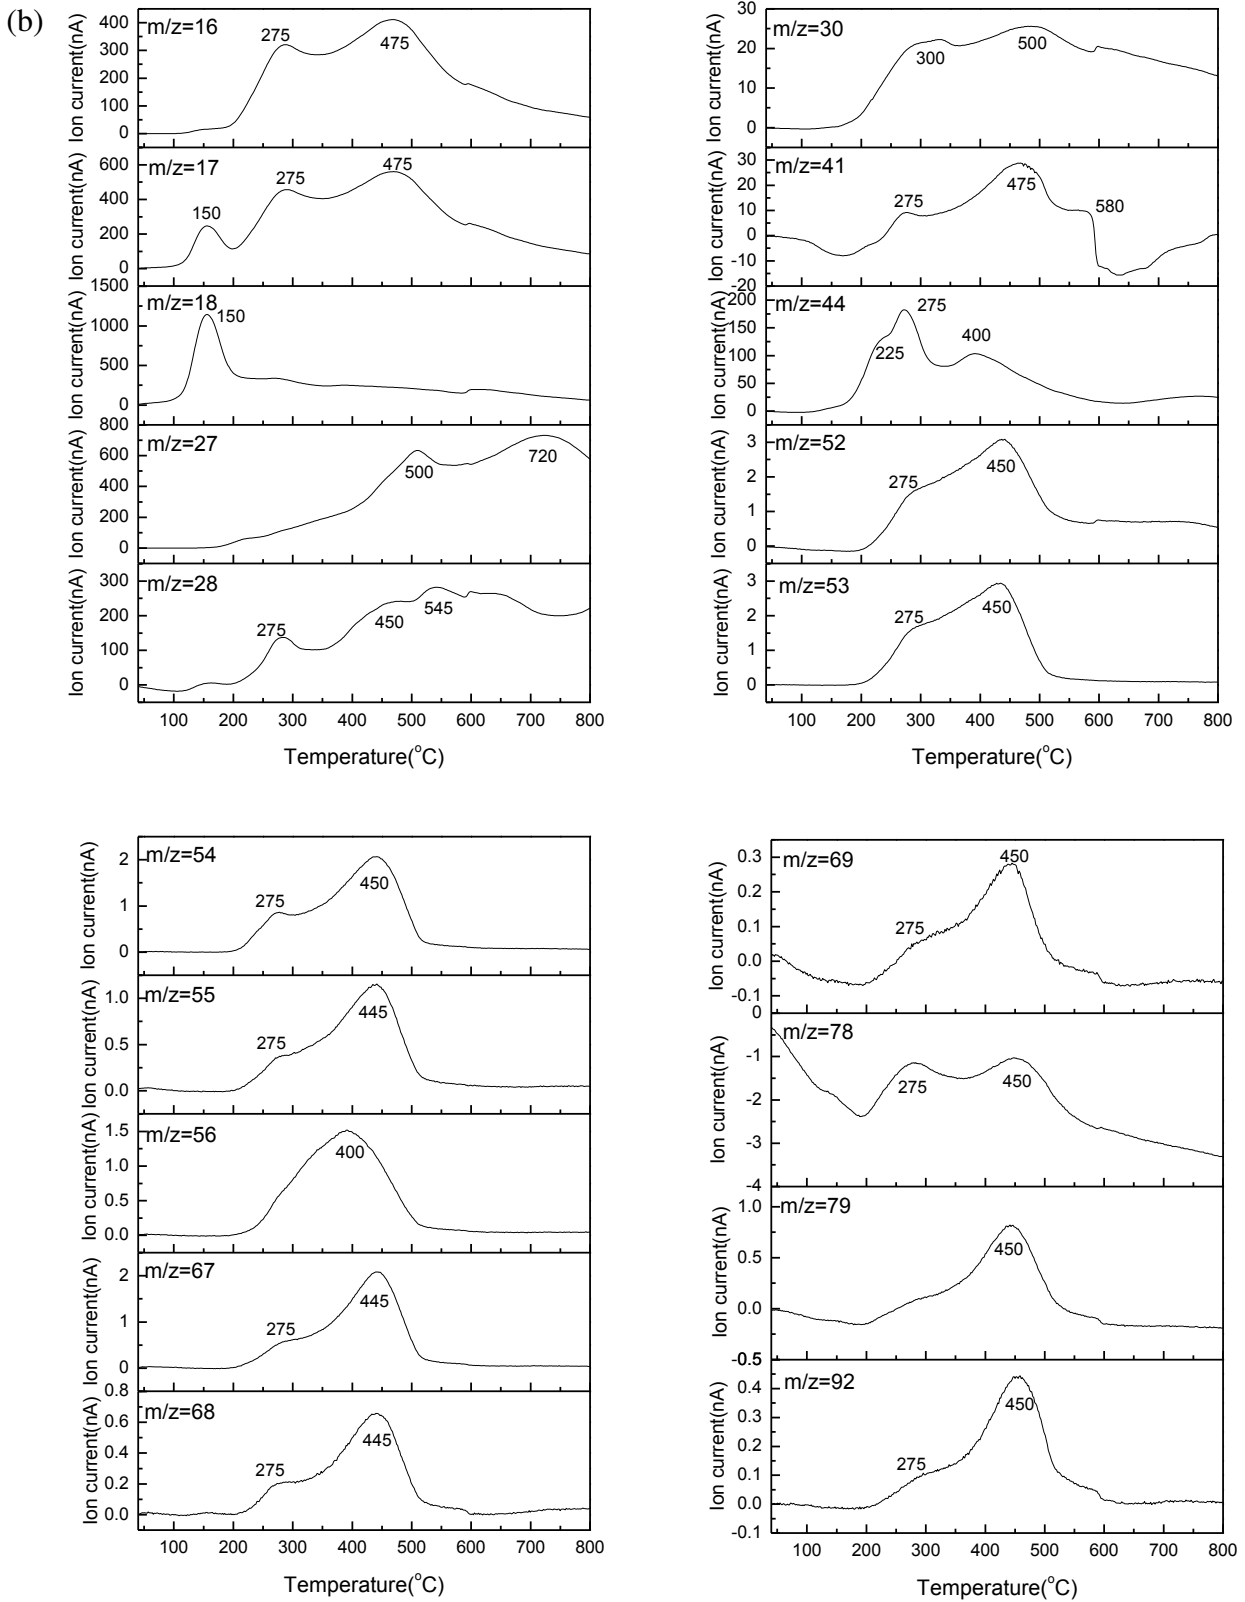 (b)
m/z=16
275
475
Ion current(nA)
400
300
200
100
0
m/z=17
150
275
475
Ion current(nA)
600
400
200
0
m/z=18
150
Ion current(nA)
1500
1000
500
0
m/z=27
500
720
Ion current(nA)
800
600
400
200
0
m/z=28
275
450
545
Ion current(nA)
300
200
100
0
100 200 300 400 500 600 700 800
Temperature(°C)
m/z=30
300
500
Ion current(nA)
30
20
10
0
m/z=41
275
475
580
Ion current(nA)
30
20
10
0
-10
-20
m/z=44
225
275
400
Ion current(nA)
200
150
100
50
0
m/z=52
275
450
Ion current(nA)
3
2
1
0
m/z=53
275
450
Ion current(nA)
3
2
1
0
100 200 300 400 500 600 700 800
Temperature(°C)
m/z=54
275
450
Ion current(nA)
2
1
0
m/z=55
275
445
Ion current(nA)
1.0
0.5
0.0
m/z=56
400
Ion current(nA)
1.5
1.0
0.5
0.0
m/z=67
275
445
Ion current(nA)
2
1
0
m/z=68
275
445
Ion current(nA)
0.8
0.6
0.4
0.2
0.0
100 200 300 400 500 600 700 800
Temperature(°C)
m/z=69
275
450
Ion current(nA)
0.3
0.2
0.1
0.0
-0.1
m/z=78
275
450
Ion current(nA)
0
-1
-2
-3
-4
m/z=79
450
Ion current(nA)
1.0
0.5
0.0
-0.5
m/z=92
275
450
Ion current(nA)
0.4
0.3
0.2
0.1
0.0
-0.1
100 200 300 400 500 600 700 800
Temperature(°C)